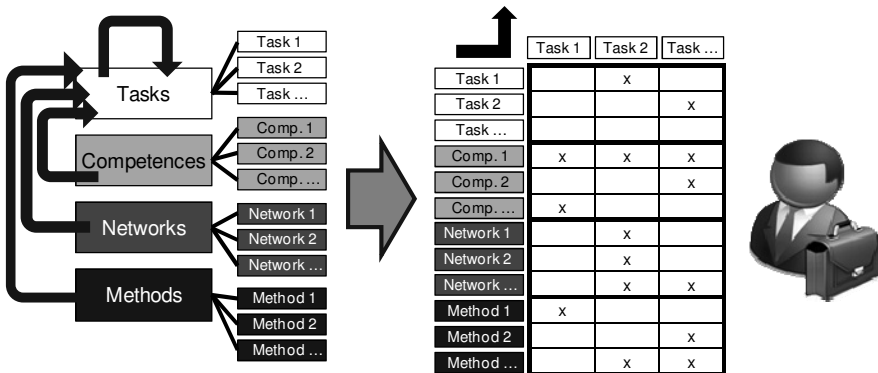 Tasks
Task 1
Task 2
Task …
Competences
Comp. 1
Comp. 2
Comp. …
Networks
Network 1
Network 2
Network …
Methods
Method 1
Method 2
Method …
Task 1 Task 2 Task …
Task 1 x
Task 2 x
Task …
Comp. 1 x x x
Comp. 2 x
Comp. … x
Network 1 x
Network 2 x
Network … x x
Method 1 x
Method 2 x
Method … x x